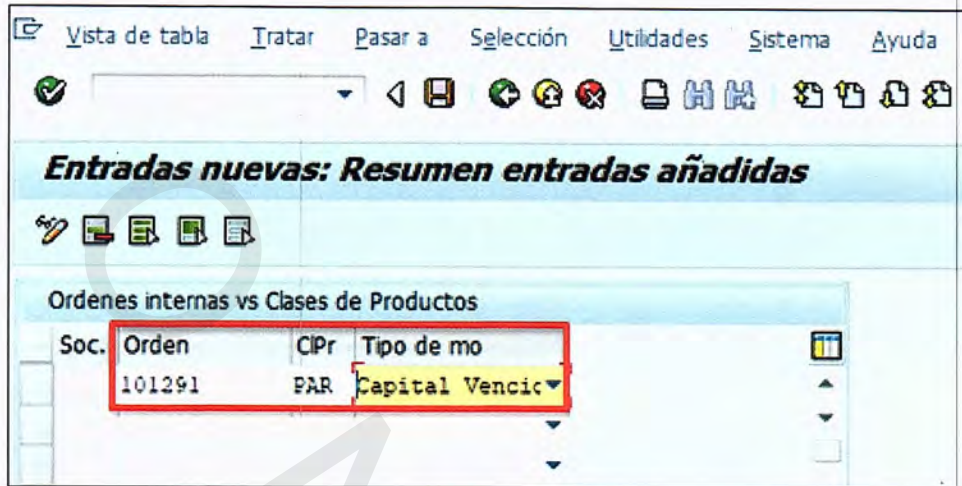 Vista de tabla Tratar Pasar a Selección Utilidades Sistema Ayuda
Entradas nuevas: Resumen entradas añadidas
Ordenes internas vs Clases de Productos
Soc. Orden ClPr Tipo de mo
101291 PAR Capital Vencic